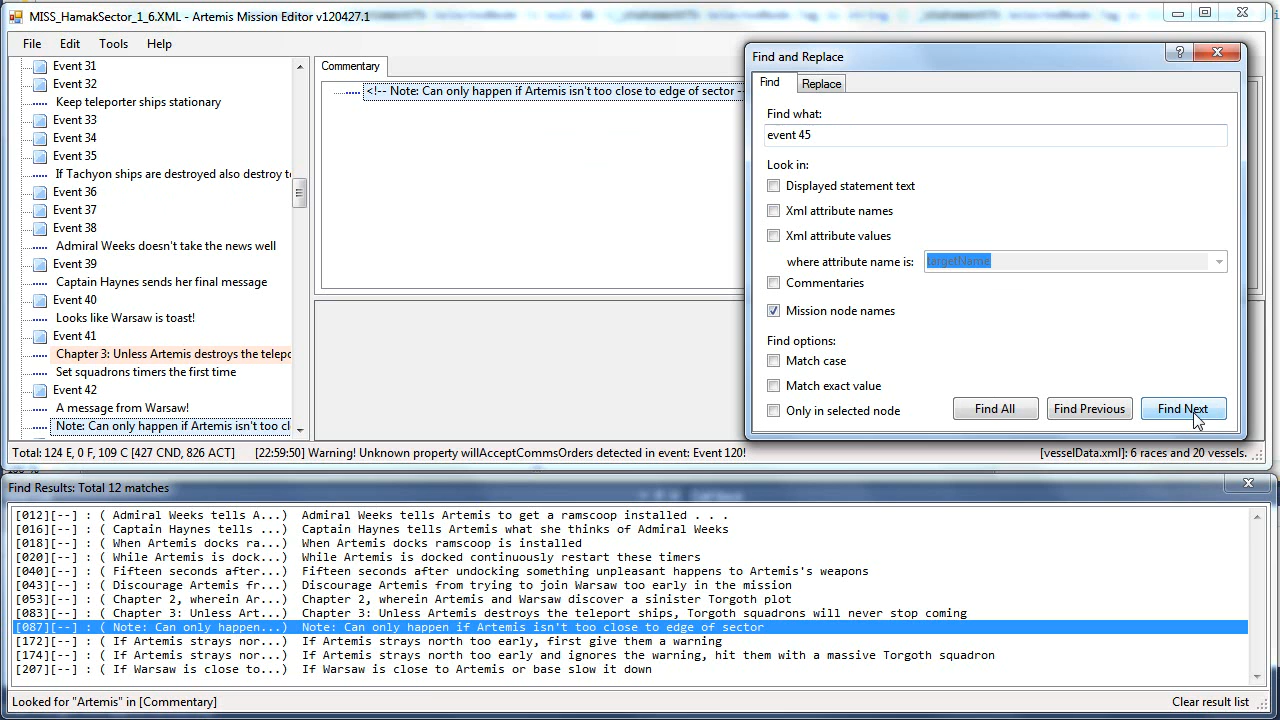 MISS_HamakSector_1_6.XML - Artemis Mission Editor v120427.1
File Edit Tools Help
Event 31
Event 32
Keep teleporter ships stationary
Event 33
Event 34
Event 35
If Tachyon ships are destroyed also destroy t
Event 36
Event 37
Event 38
Admiral Weeks doesn't take the news well
Event 39
Captain Haynes sends her final message
Event 40
Looks like Warsaw is toast!
Event 41
Chapter 3: Unless Artemis destroys the telepo
Set squadrons timers the first time
Event 42
A message from Warsaw!
Note: Can only happen if Artemis isn't too cl
Commentary
<!-- Note: Can only happen if Artemis isn't too close to edge of sector --
Find and Replace
Find Replace
Find what:
event 45
Look in:
Displayed statement text
Xml attribute names
Xml attribute values
where attribute name is: targetName
Commentaries
Mission node names
Find options:
Match case
Match exact value
Only in selected node
Find All Find Previous Find Next
Total: 124 E, 0 F, 109 C [427 CND, 826 ACT] [22:59:50] Warning! Unknown property willAcceptCommsOrders detected in event: Event 120! [vesselData.xml]: 6 races and 20 vessels.
Find Results: Total 12 matches
[012][--] : ( Admiral Weeks tells A...) Admiral Weeks tells Artemis to get a ramscoop installed . . .
[016][--] : ( Captain Haynes tells ...) Captain Haynes tells Artemis what she thinks of Admiral Weeks
[018][--] : ( When Artemis docks ra...) When Artemis docks ramscoop is installed
[020][--] : ( While Artemis is dock...) While Artemis is docked continuously restart these timers
[040][--] : ( Fifteen seconds after...) Fifteen seconds after undocking something unpleasant happens to Artemis's weapons
[043][--] : ( Discourage Artemis fr...) Discourage Artemis from trying to join Warsaw too early in the mission
[053][--] : ( Chapter 2, wherein Ar...) Chapter 2, wherein Artemis and Warsaw discover a sinister Torgoth plot
[083][--] : ( Chapter 3: Unless Art...) Chapter 3: Unless Artemis destroys the teleport ships, Torgoth squadrons will never stop coming
[087][--] : ( Note: Can only happen...) Note: Can only happen if Artemis isn't too close to edge of sector
[172][--] : ( If Artemis strays nor...) If Artemis strays north too early, first give them a warning
[174][--] : ( If Artemis strays nor...) If Artemis strays north too early and ignores the warning, hit them with a massive Torgoth squadron
[207][--] : ( If Warsaw is close to...) If Warsaw is close to Artemis or base slow it down
Looked for "Artemis" in [Commentary] Clear result list